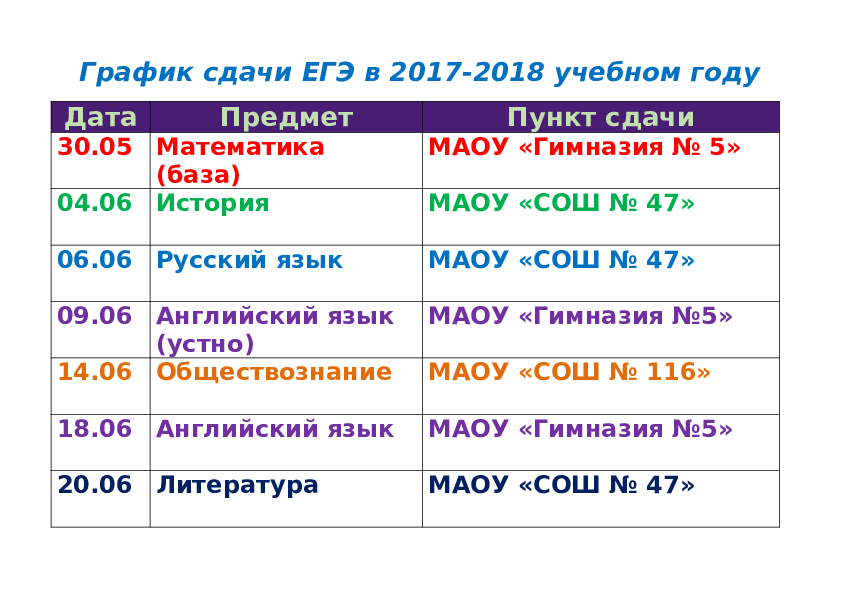 График сдачи ЕГЭ в 2017-2018 учебном году
Дата Предмет Пункт сдачи
30.05 Математика МАОУ «Гимназия № 5»
(база)
04.06 История МАОУ «СОШ № 47»
06.06 Русский язык МАОУ «СОШ № 47»
09.06 Английский язык МАОУ «Гимназия №5»
(устно)
14.06 Обществознание МАОУ «СОШ № 116»
18.06 Английский язык МАОУ «Гимназия №5»
20.06 Литература МАОУ «СОШ № 47»